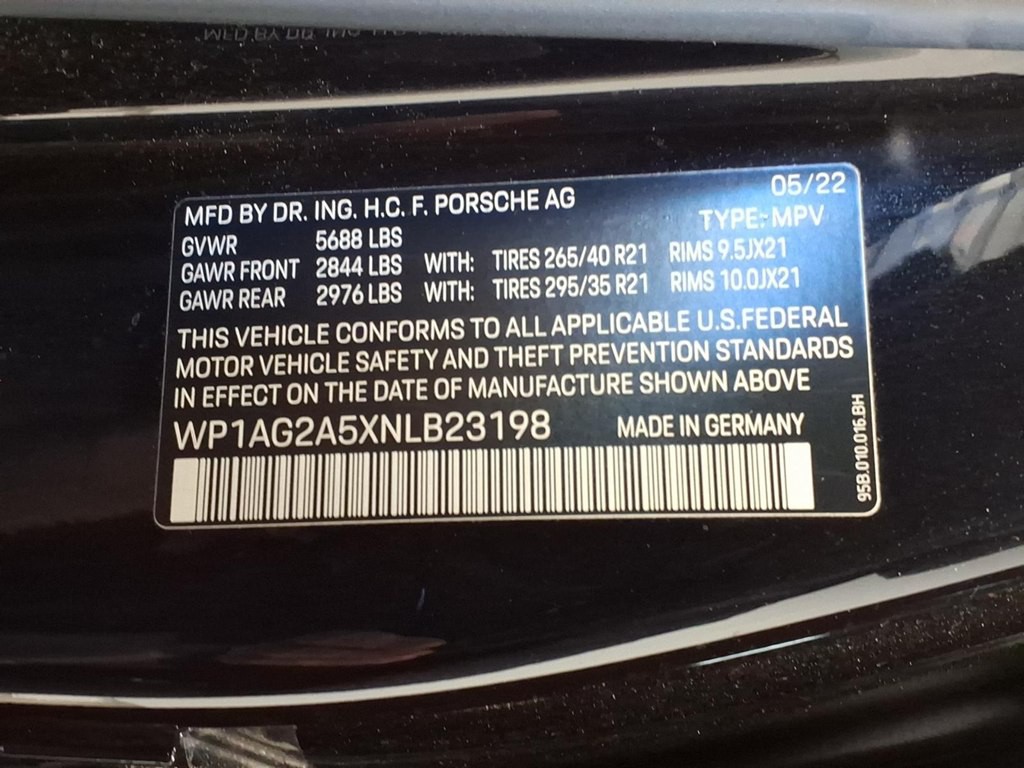 MFD BY DR. ING. H.C. F. PORSCHE AG 05/22
TYPE: MPV
GVWR 5688 LBS
GAWR FRONT 2844 LBS WITH: TIRES 265/40 R21 RIMS 9.5JX21
GAWR REAR 2976 LBS WITH: TIRES 295/35 R21 RIMS 10.0JX21
THIS VEHICLE CONFORMS TO ALL APPLICABLE U.S.FEDERAL
MOTOR VEHICLE SAFETY AND THEFT PREVENTION STANDARDS
IN EFFECT ON THE DATE OF MANUFACTURE SHOWN ABOVE
WP1AG2A5XNLB23198 MADE IN GERMANY
95B.010.016.BH